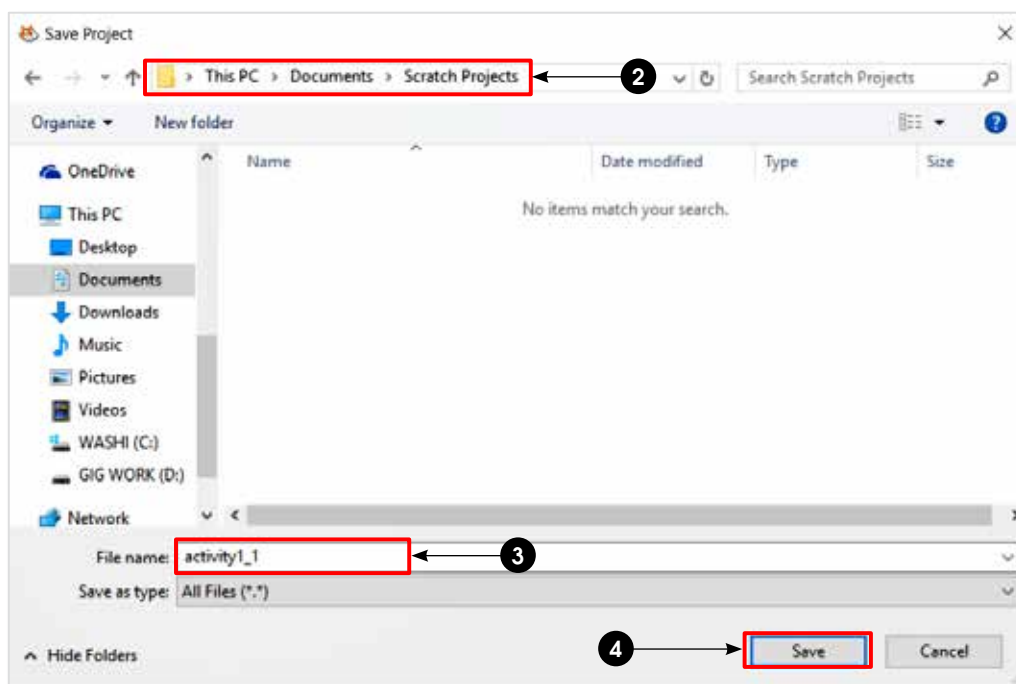 Save Project
This PC > Documents > Scratch Projects
2
Search Scratch Projects
Organize
New folder
?
Name
Date modified
Type
Size
No items match your search.
OneDrive
This PC
Desktop
Documents
Downloads
Music
Pictures
Videos
WASHI (C:)
GIG WORK (D:)
Network
File name: activity1_1
3
Save as type: All Files (*.*)
Hide Folders
4
Save
Cancel